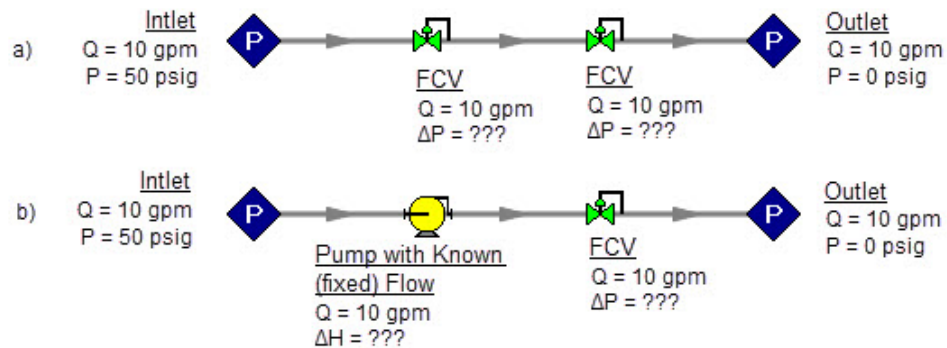 a)
Intlet
Q = 10 gpm
P = 50 psig
P
FCV
Q = 10 gpm
ΔP = ???
FCV
Q = 10 gpm
ΔP = ???
P
Outlet
Q = 10 gpm
P = 0 psig
b)
Intlet
Q = 10 gpm
P = 50 psig
P
Pump with Known
(fixed) Flow
Q = 10 gpm
ΔH = ???
FCV
Q = 10 gpm
ΔP = ???
P
Outlet
Q = 10 gpm
P = 0 psig